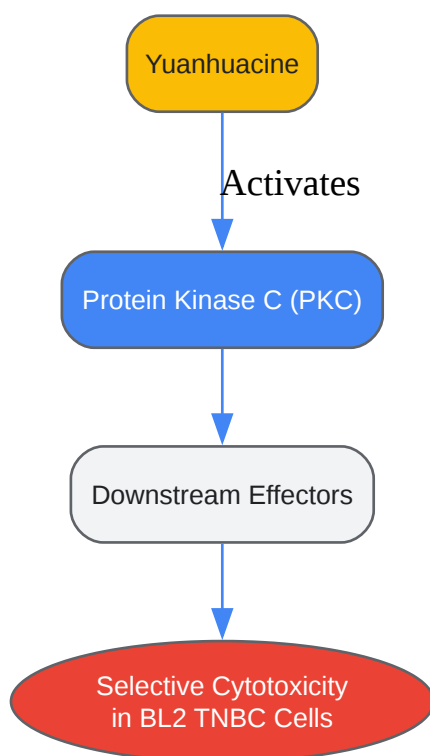 Yuanhuacine
Activates
Protein Kinase C (PKC)
Downstream Effectors
Selective Cytotoxicity
in BL2 TNBC Cells